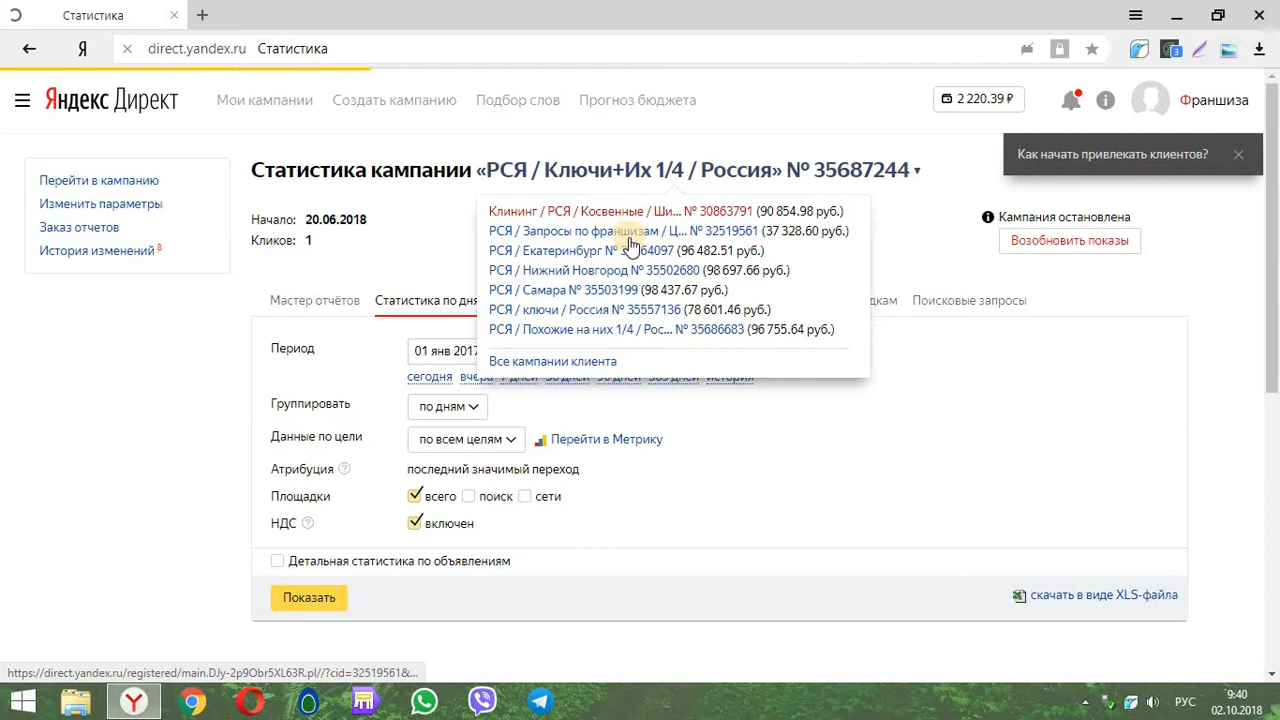 Статистика
direct.yandex.ru Статистика
3
Яндекс Директ
Мои кампании
Создать кампанию
Подбор слов
Прогноз бюджета
2 220.39 ₽
Франшиза
Как начать привлекать клиентов?
Перейти в кампанию
Изменить параметры
Заказ отчётов
История изменений β
Статистика кампании «РСЯ / Ключи+Их 1/4 / Россия» № 35687244
Начало: 20.06.2018
Кликов: 1
Клининг / РСЯ / Косвенные / Ши... № 30863791 (90 854.98 руб.)
РСЯ / Запросы по франшизам / Ц... № 32519561 (37 328.60 руб.)
РСЯ / Екатеринбург № 64097 (96 482.51 руб.)
РСЯ / Нижний Новгород № 35502680 (98 697.66 руб.)
РСЯ / Самара № 35503199 (98 437.67 руб.)
РСЯ / ключи / Россия № 35557136 (78 601.46 руб.)
РСЯ / Похожие на них 1/4 / Рос... № 35686683 (96 755.64 руб.)
Все кампании клиента
Кампания остановлена
Возобновить показы
Мастер отчётов
Статистика по дня
кам
Поисковые запросы
Период
01 янв 2017
сегодня вчера
Группировать
по дням
Данные по цели
по всем целям
Перейти в Метрику
Атрибуция ?
последний значимый переход
Площадки
всего поиск сети
НДС ?
включен
Детальная статистика по объявлениям
Показать
скачать в виде XLS-файла
https://direct.yandex.ru/registered/main.DJy-2p9Obr5XL63R.pl//?cid=32519561&...
РУС
9:40
02.10.2018